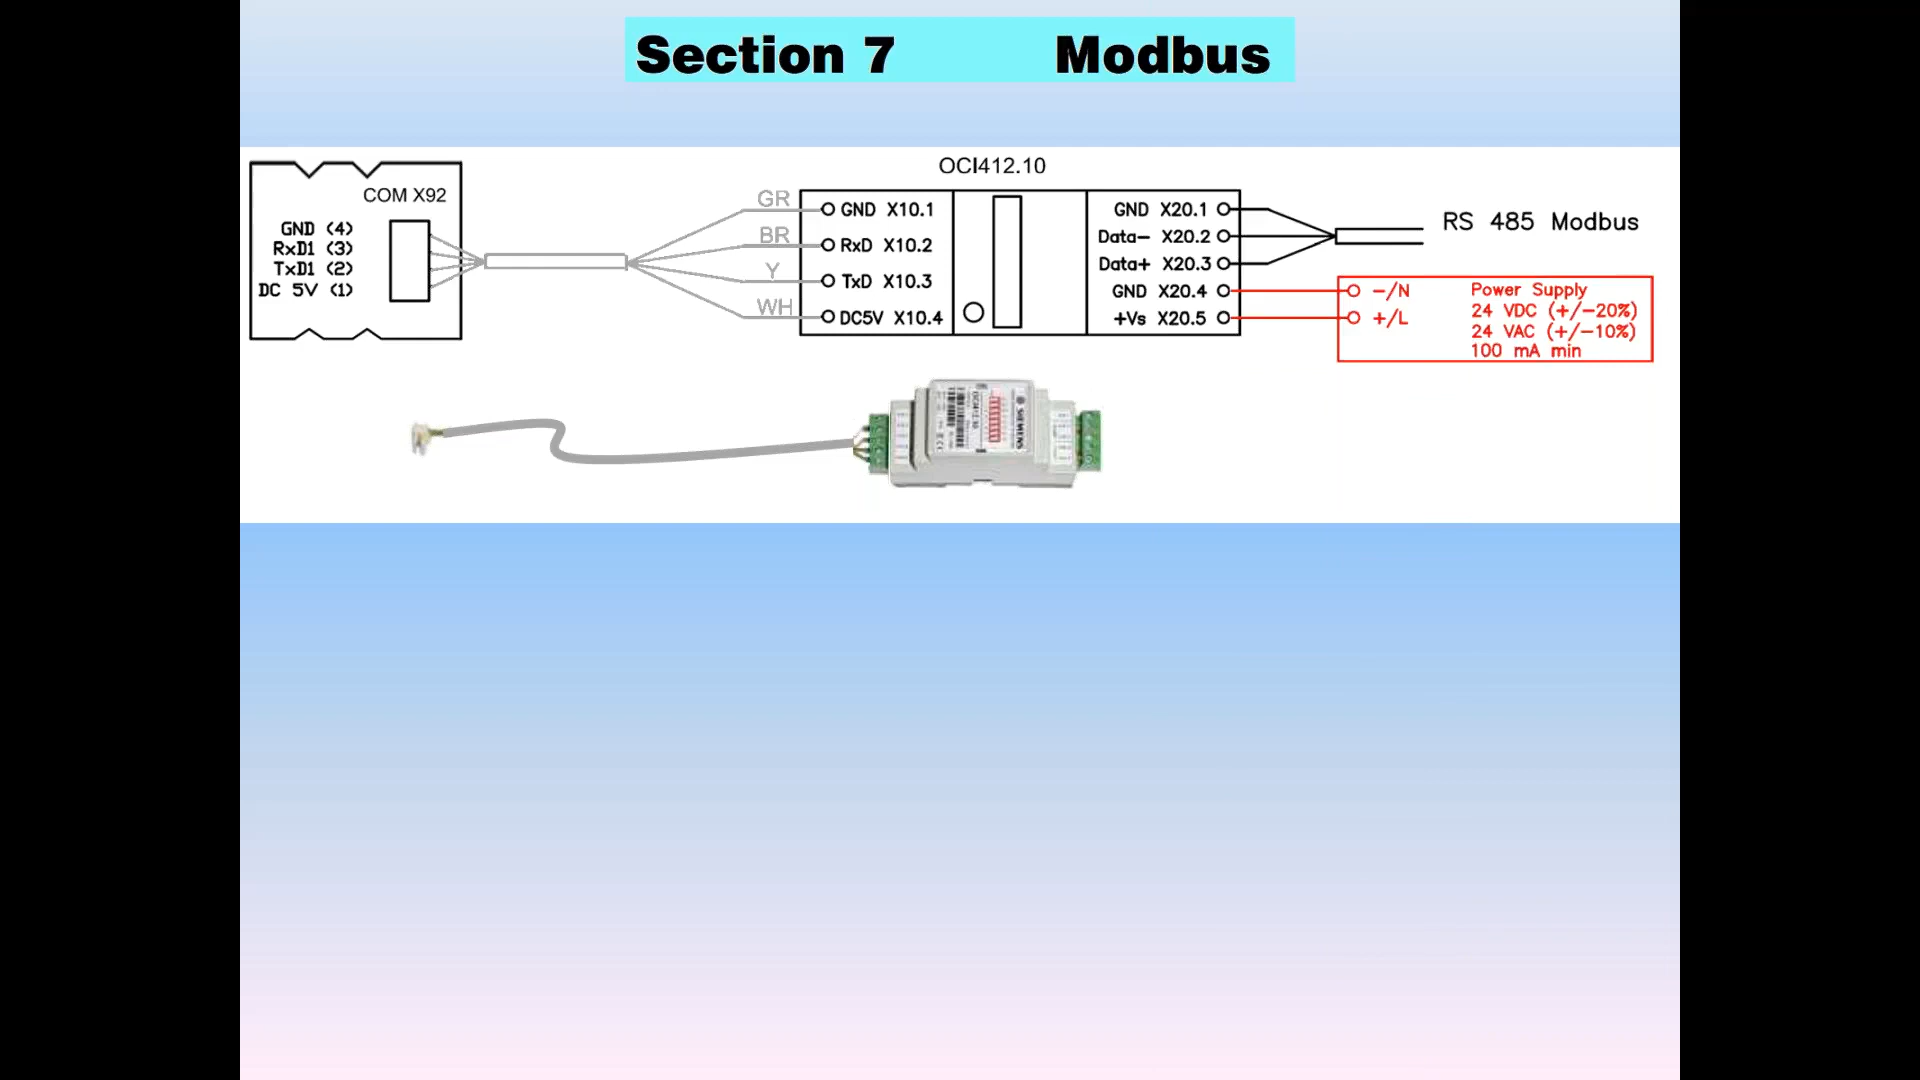 Section 7 Modbus
OCI412.10
COM X92
GND (4)
RxD1 (3)
TxD1 (2)
DC 5V (1)
GR
BR
Y
WH
GND X10.1
RxD X10.2
TxD X10.3
DC5V X10.4
GND X20.1
Data- X20.2
Data+ X20.3
GND X20.4
+Vs X20.5
RS 485 Modbus
-/N
+/L
Power Supply
24 VDC (+/-20%)
24 VAC (+/-10%)
100 mA min
SIEMENS
OCI412.10